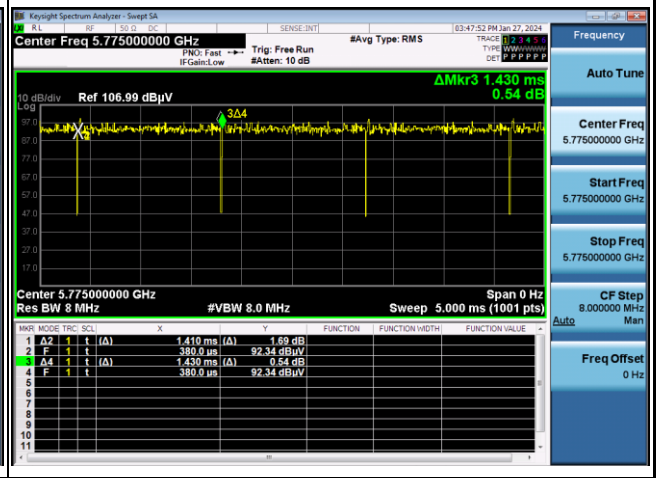 Keysight Spectrum Analyzer - Swept SA
RL RF 50 Ω DC SENSE:INT 03:47:52 PM Jan 27, 2024
Center Freq 5.775000000 GHz
PNO: Fast
IFGain:Low
Trig: Free Run
#Atten: 10 dB
#Avg Type: RMS
TRACE 1 2 3 4 5 6
TYPE WWWWWW
DET P P P P P P
ΔMkr3 1.430 ms
0.54 dB
10 dB/div
Log
Ref 106.99 dBµV
97.0
87.0
77.0
67.0
57.0
47.0
37.0
27.0
17.0
3Δ4
Center 5.775000000 GHz
Span 0 Hz
Res BW 8 MHz
#VBW 8.0 MHz
Sweep 5.000 ms (1001 pts)
MKR MODE TRC SCL X Y FUNCTION FUNCTION WIDTH FUNCTION VALUE
1 Δ2 1 t (Δ) 1.410 ms (Δ) 1.69 dB
2 F 1 t 380.0 µs 92.34 dBµV
3 Δ4 1 t (Δ) 1.430 ms (Δ) 0.54 dB
4 F 1 t 380.0 µs 92.34 dBµV
5
6
7
8
9
10
11
Frequency
Auto Tune
Center Freq
5.775000000 GHz
Start Freq
5.775000000 GHz
Stop Freq
5.775000000 GHz
CF Step
8.000000 MHz
Auto Man
Freq Offset
0 Hz